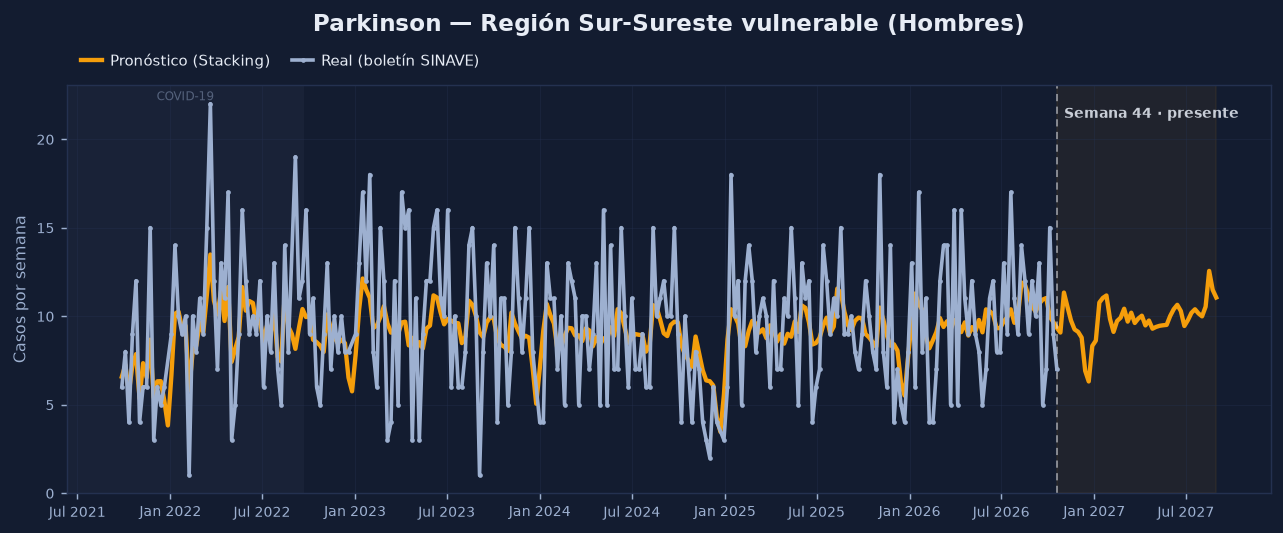 Parkinson — Región Sur-Sureste vulnerable (Hombres)
Pronóstico (Stacking)
Real (boletín SINAVE)
COVID-19
Semana 44 · presente
Casos por semana
20
15
10
5
0
Jul 2021
Jan 2022
Jul 2022
Jan 2023
Jul 2023
Jan 2024
Jul 2024
Jan 2025
Jul 2025
Jan 2026
Jul 2026
Jan 2027
Jul 2027